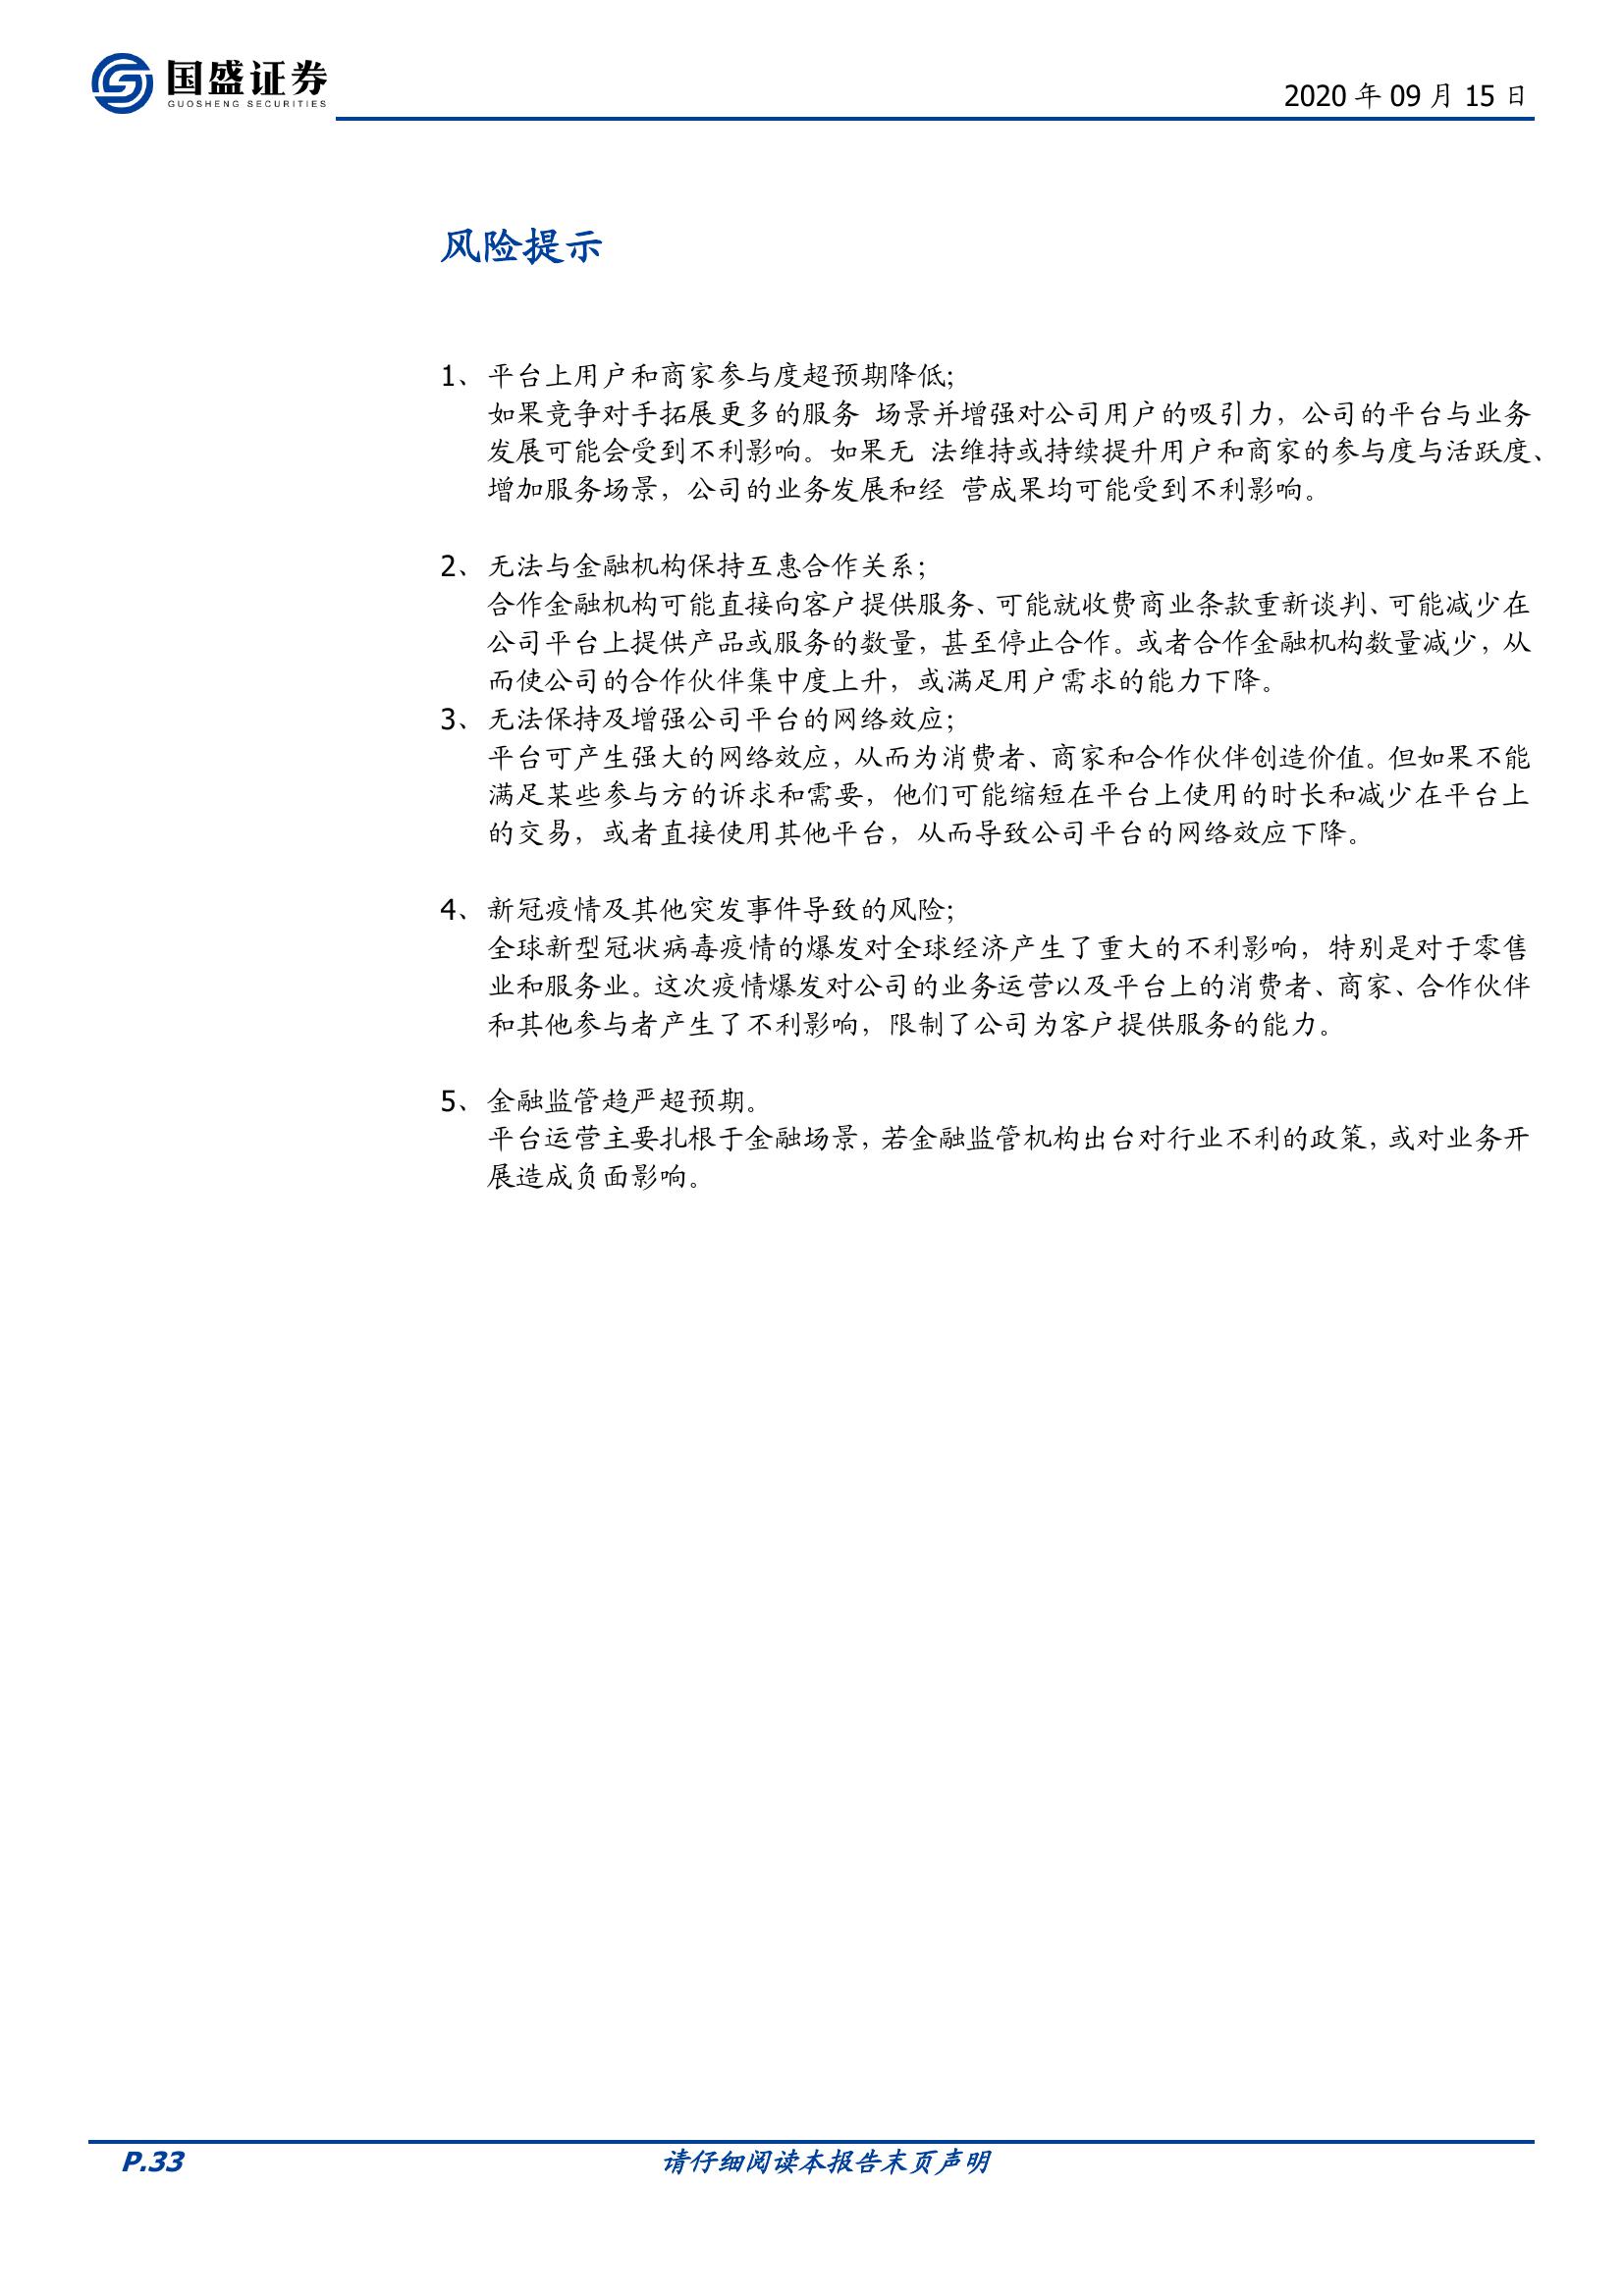 国盛证券
GUOSHENG SECURITIES
2020 年 09 月 15 日
风险提示
1、平台上用户和商家参与度超预期降低；
如果竞争对手拓展更多的服务 场景并增强对公司用户的吸引力，公司的平台与业务
发展可能会受到不利影响。如果无 法维持或持续提升用户和商家的参与度与活跃度、
增加服务场景，公司的业务发展和经 营成果均可能受到不利影响。
2、无法与金融机构保持互惠合作关系；
合作金融机构可能直接向客户提供服务、可能就收费商业条款重新谈判、可能减少在
公司平台上提供产品或服务的数量，甚至停止合作。或者合作金融机构数量减少，从
而使公司的合作伙伴集中度上升，或满足用户需求的能力下降。
3、无法保持及增强公司平台的网络效应；
平台可产生强大的网络效应，从而为消费者、商家和合作伙伴创造价值。但如果不能
满足某些参与方的诉求和需要，他们可能缩短在平台上使用的时长和减少在平台上
的交易，或者直接使用其他平台，从而导致公司平台的网络效应下降。
4、新冠疫情及其他突发事件导致的风险；
全球新型冠状病毒疫情的爆发对全球经济产生了重大的不利影响，特别是对于零售
业和服务业。这次疫情爆发对公司的业务运营以及平台上的消费者、商家、合作伙伴
和其他参与者产生了不利影响，限制了公司为客户提供服务的能力。
5、金融监管趋严超预期。
平台运营主要扎根于金融场景，若金融监管机构出台对行业不利的政策，或对业务开
展造成负面影响。
P.33
请仔细阅读本报告末页声明